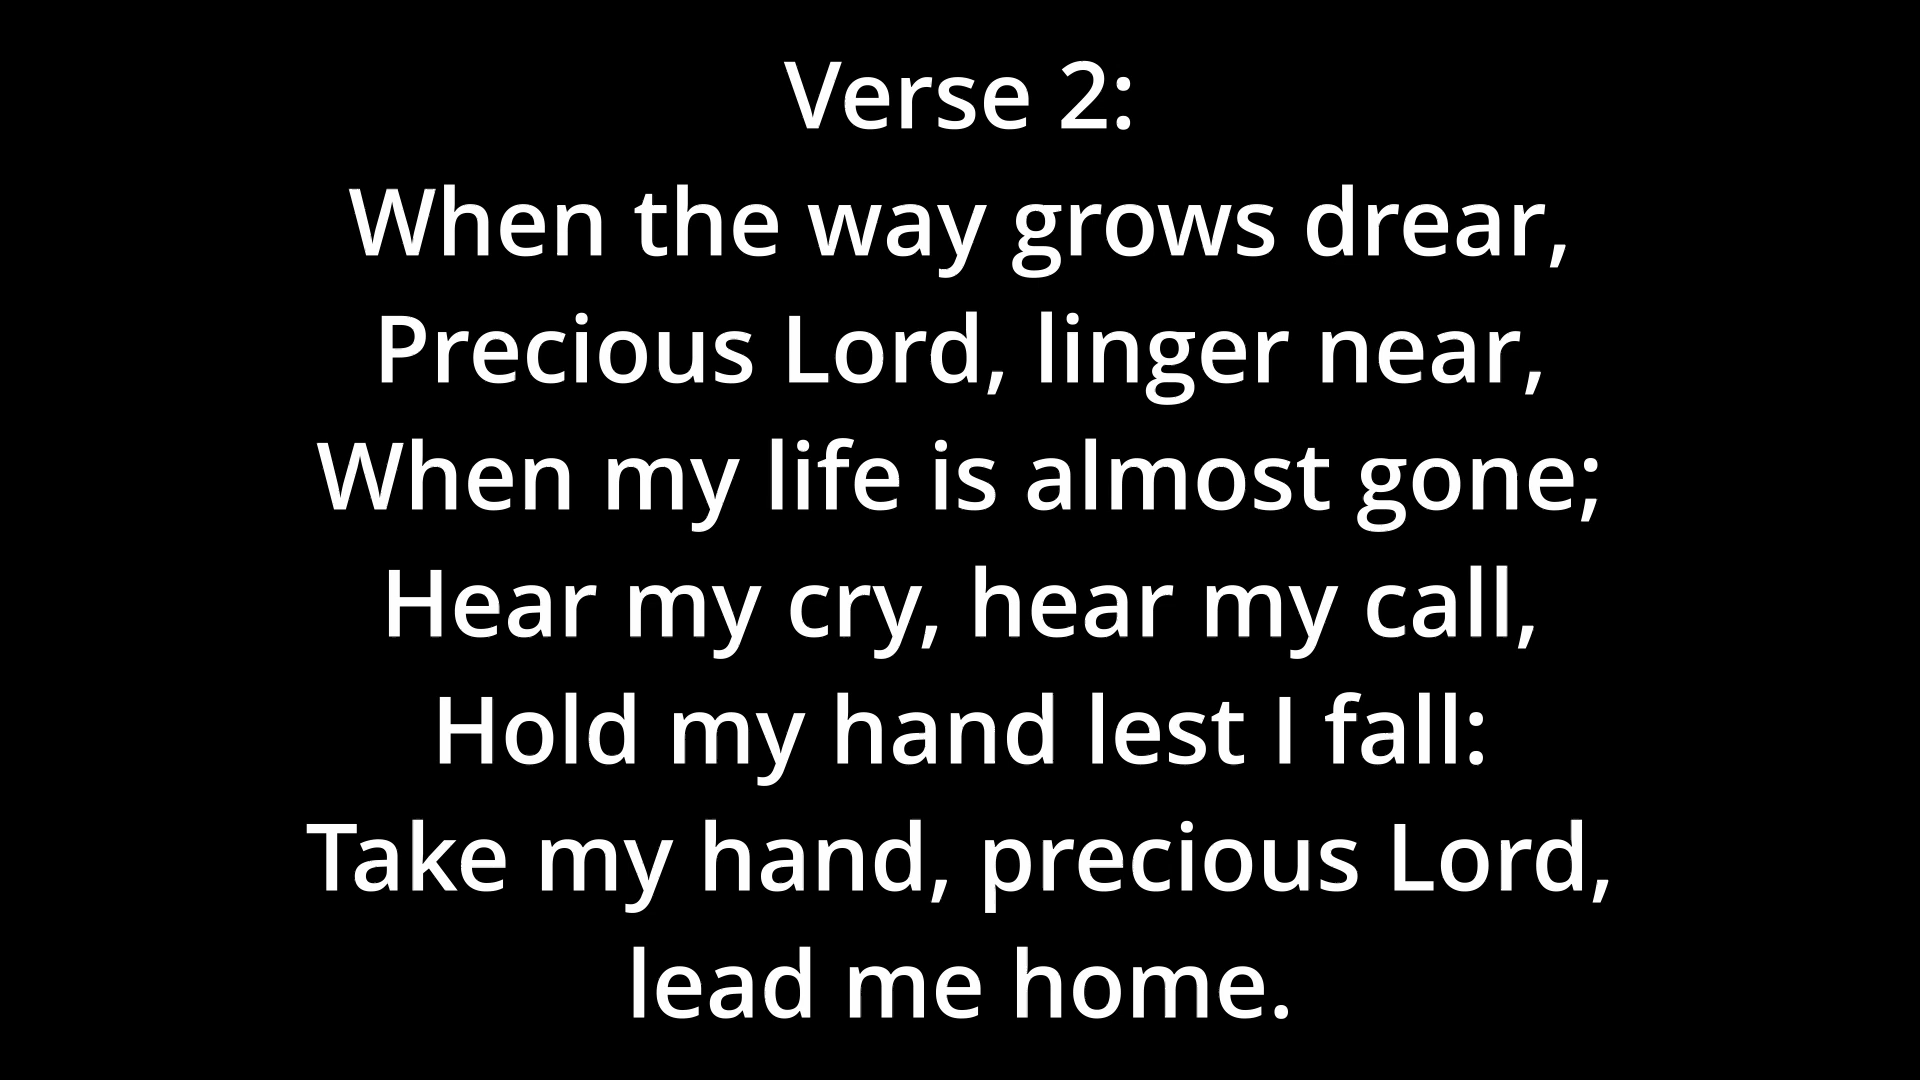 Verse 2:
When the way grows drear,
Precious Lord, linger near,
When my life is almost gone;
Hear my cry, hear my call,
Hold my hand lest I fall:
Take my hand, precious Lord,
lead me home.